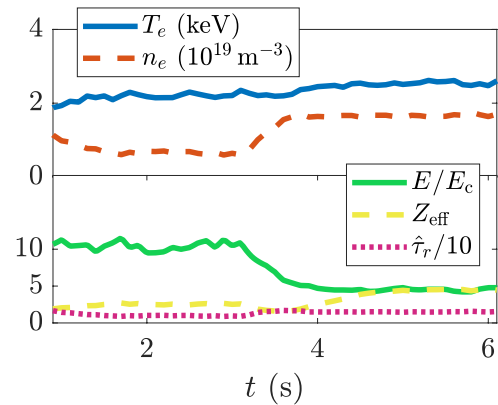 4
2
0
T_e (keV)
n_e (10^{19} m^{-3})
10
5
0
E/E_c
Z_eff
\hat{τ}_r/10
2 4 6
t (s)